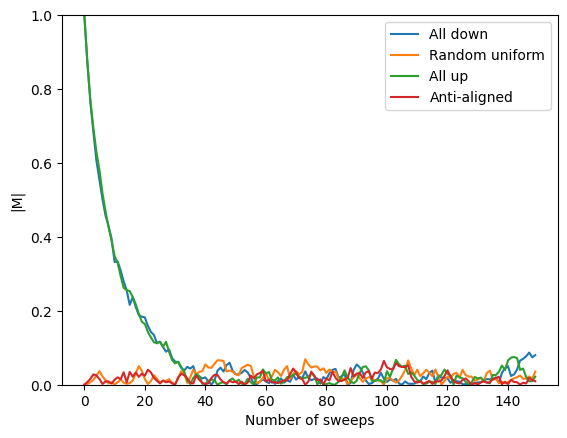 1.0
0.8
0.6
0.4
0.2
0.0
|M|
0 20 40 60 80 100 120 140
Number of sweeps
All down
Random uniform
All up
Anti-aligned